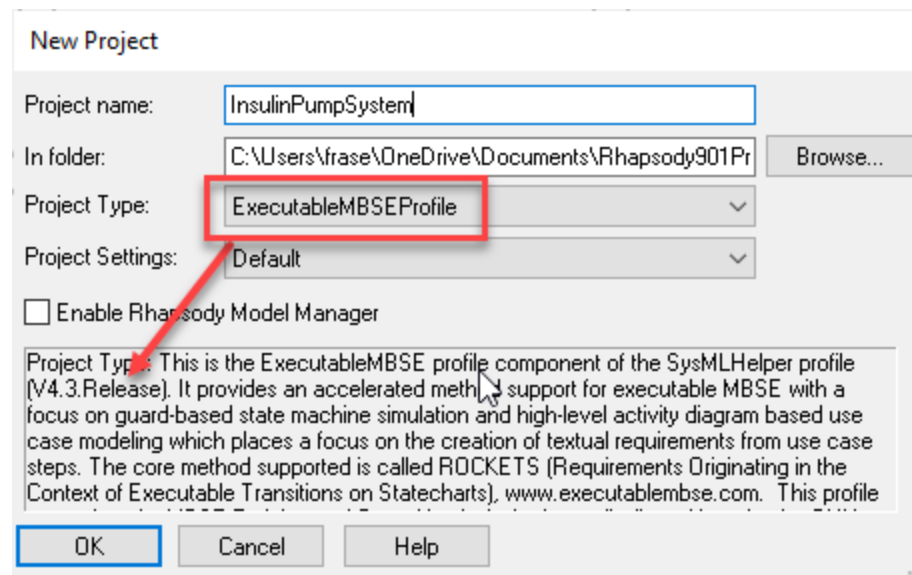 New Project
Project name: InsulinPumpSystem
In folder: C:\Users\frase\OneDrive\Documents\Rhapsody901Pr Browse...
Project Type: ExecutableMBSEProfile
Project Settings: Default
Enable Rhapsody Model Manager
Project Type: This is the ExecutableMBSE profile component of the SysMLHelper profile
(V4.3.Release). It provides an accelerated method support for executable MBSE with a
focus on guard-based state machine simulation and high-level activity diagram based use
case modeling which places a focus on the creation of textual requirements from use case
steps. The core method supported is called ROCKETS (Requirements Originating in the
Context of Executable Transitions on Statecharts), www.executablembse.com. This profile
OK Cancel Help